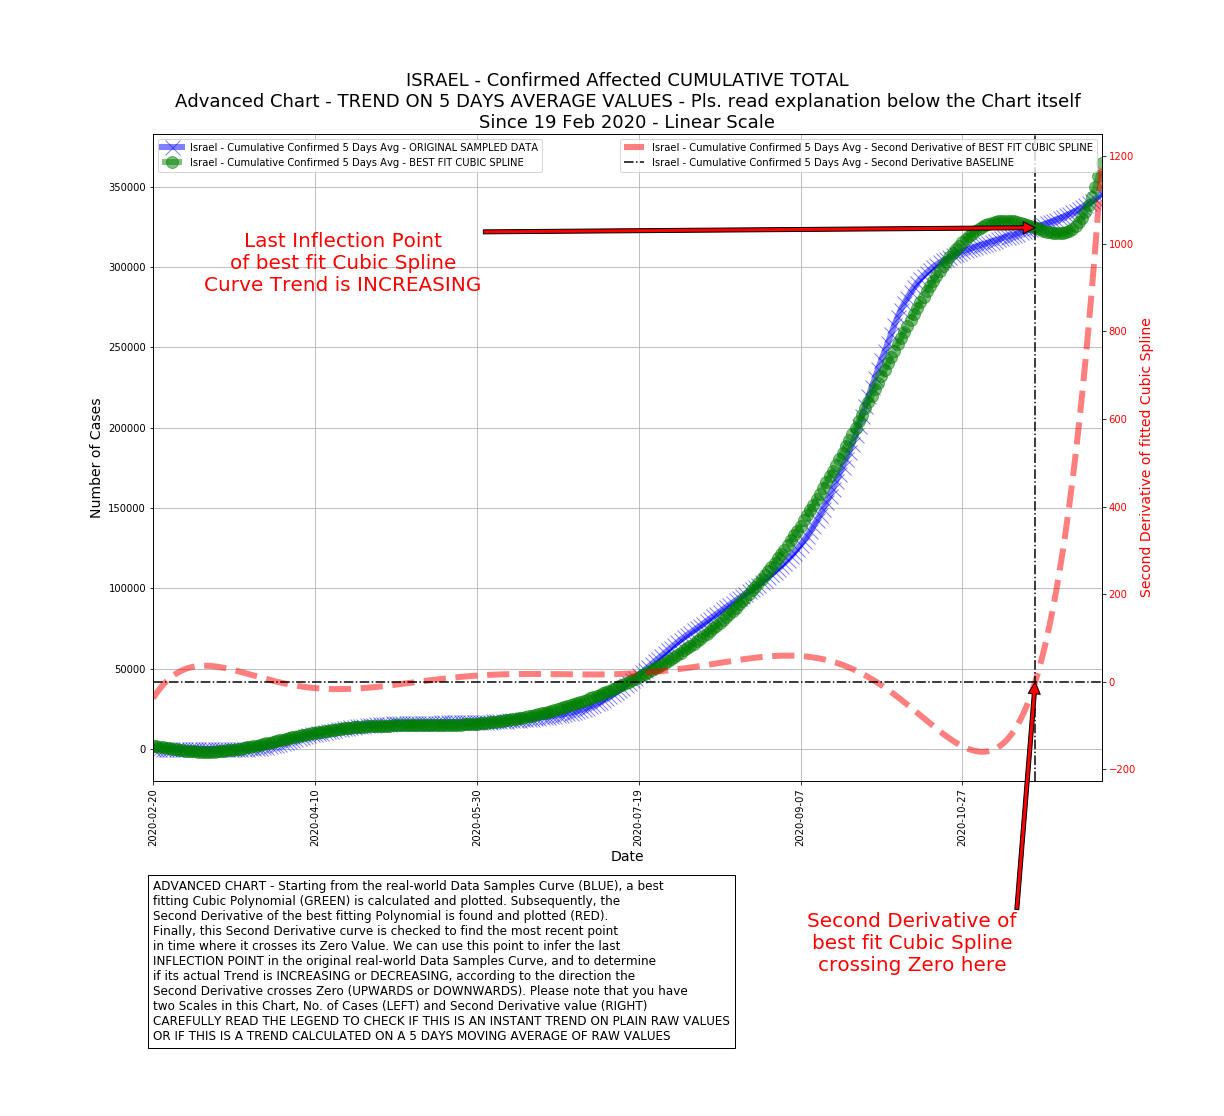 ISRAEL - Confirmed Affected CUMULATIVE TOTAL
Advanced Chart - TREND ON 5 DAYS AVERAGE VALUES - Pls. read explanation below the Chart itself
Since 19 Feb 2020 - Linear Scale
Israel - Cumulative Confirmed 5 Days Avg - ORIGINAL SAMPLED DATA
Israel - Cumulative Confirmed 5 Days Avg - BEST FIT CUBIC SPLINE
Israel - Cumulative Confirmed 5 Days Avg - Second Derivative of BEST FIT CUBIC SPLINE
Israel - Cumulative Confirmed 5 Days Avg - Second Derivative BASELINE
Last Inflection Point
of best fit Cubic Spline
Curve Trend is INCREASING
Number of Cases
350000
300000
250000
200000
150000
100000
50000
0
1200
1000
800
600
400
200
0
−200
Second Derivative of fitted Cubic Spline
2020-02-20
2020-04-10
2020-05-30
2020-07-19
2020-09-07
2020-10-27
Date
ADVANCED CHART - Starting from the real-world Data Samples Curve (BLUE), a best
fitting Cubic Polynomial (GREEN) is calculated and plotted. Subsequently, the
Second Derivative of the best fitting Polynomial is found and plotted (RED).
Finally, this Second Derivative curve is checked to find the most recent point
in time where it crosses its Zero Value. We can use this point to infer the last
INFLECTION POINT in the original real-world Data Samples Curve, and to determine
if its actual Trend is INCREASING or DECREASING, according to the direction the
Second Derivative crosses Zero (UPWARDS or DOWNWARDS). Please note that you have
two Scales in this Chart, No. of Cases (LEFT) and Second Derivative value (RIGHT)
CAREFULLY READ THE LEGEND TO CHECK IF THIS IS AN INSTANT TREND ON PLAIN RAW VALUES
OR IF THIS IS A TREND CALCULATED ON A 5 DAYS MOVING AVERAGE OF RAW VALUES
Second Derivative of
best fit Cubic Spline
crossing Zero here